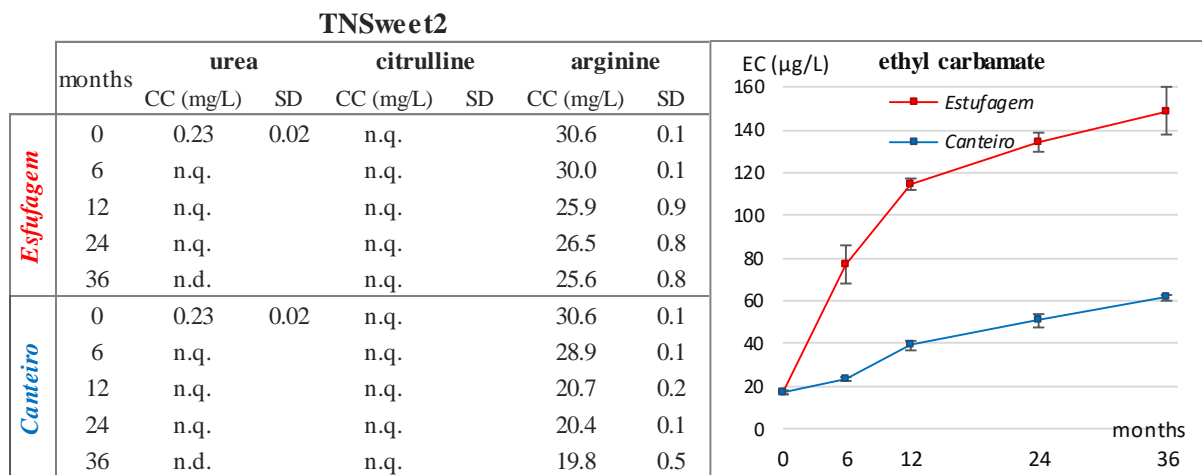 TNSweet2
months urea citrulline arginine
CC (mg/L) SD CC (mg/L) SD CC (mg/L) SD
Esfufagem
0 0.23 0.02 n.q. 30.6 0.1
6 n.q. n.q. 30.0 0.1
12 n.q. n.q. 25.9 0.9
24 n.q. n.q. 26.5 0.8
36 n.d. n.q. 25.6 0.8
Canteiro
0 0.23 0.02 n.q. 30.6 0.1
6 n.q. n.q. 28.9 0.1
12 n.q. n.q. 20.7 0.2
24 n.q. n.q. 20.4 0.1
36 n.d. n.q. 19.8 0.5
EC (µg/L) ethyl carbamate
Estufagem
Canteiro
160
140
120
100
80
60
40
20
0
months
0 6 12 24 36